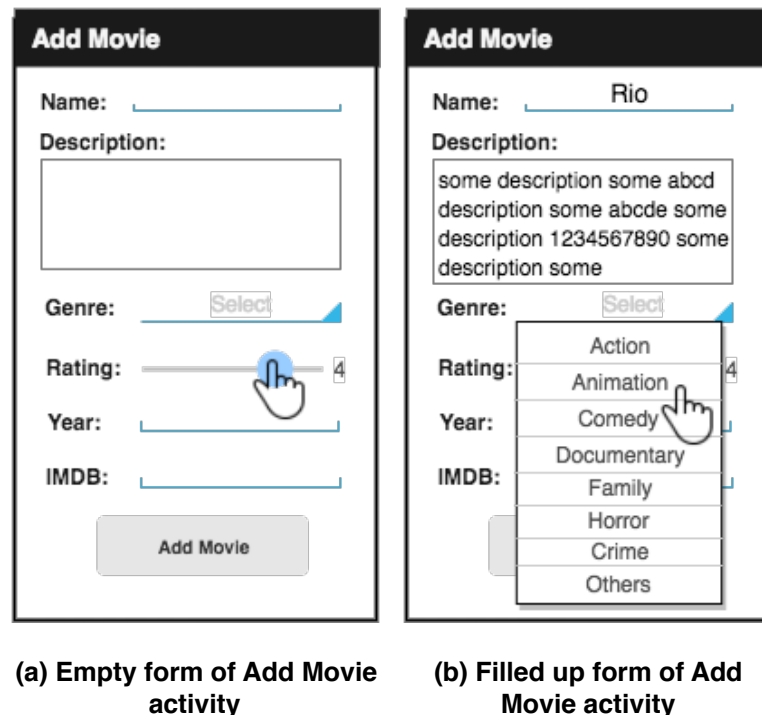 Add Movie
Name:
Description:
Genre: Select
Rating: 4
Year:
IMDB:
Add Movie
(a) Empty form of Add Movie
activity
Add Movie
Name: Rio
Description:
some description some abcd
description some abcde some
description 1234567890 some
description some
Genre: Select
Rating: 4
Year:
IMDB:
Action
Animation
Comedy
Documentary
Family
Horror
Crime
Others
(b) Filled up form of Add
Movie activity